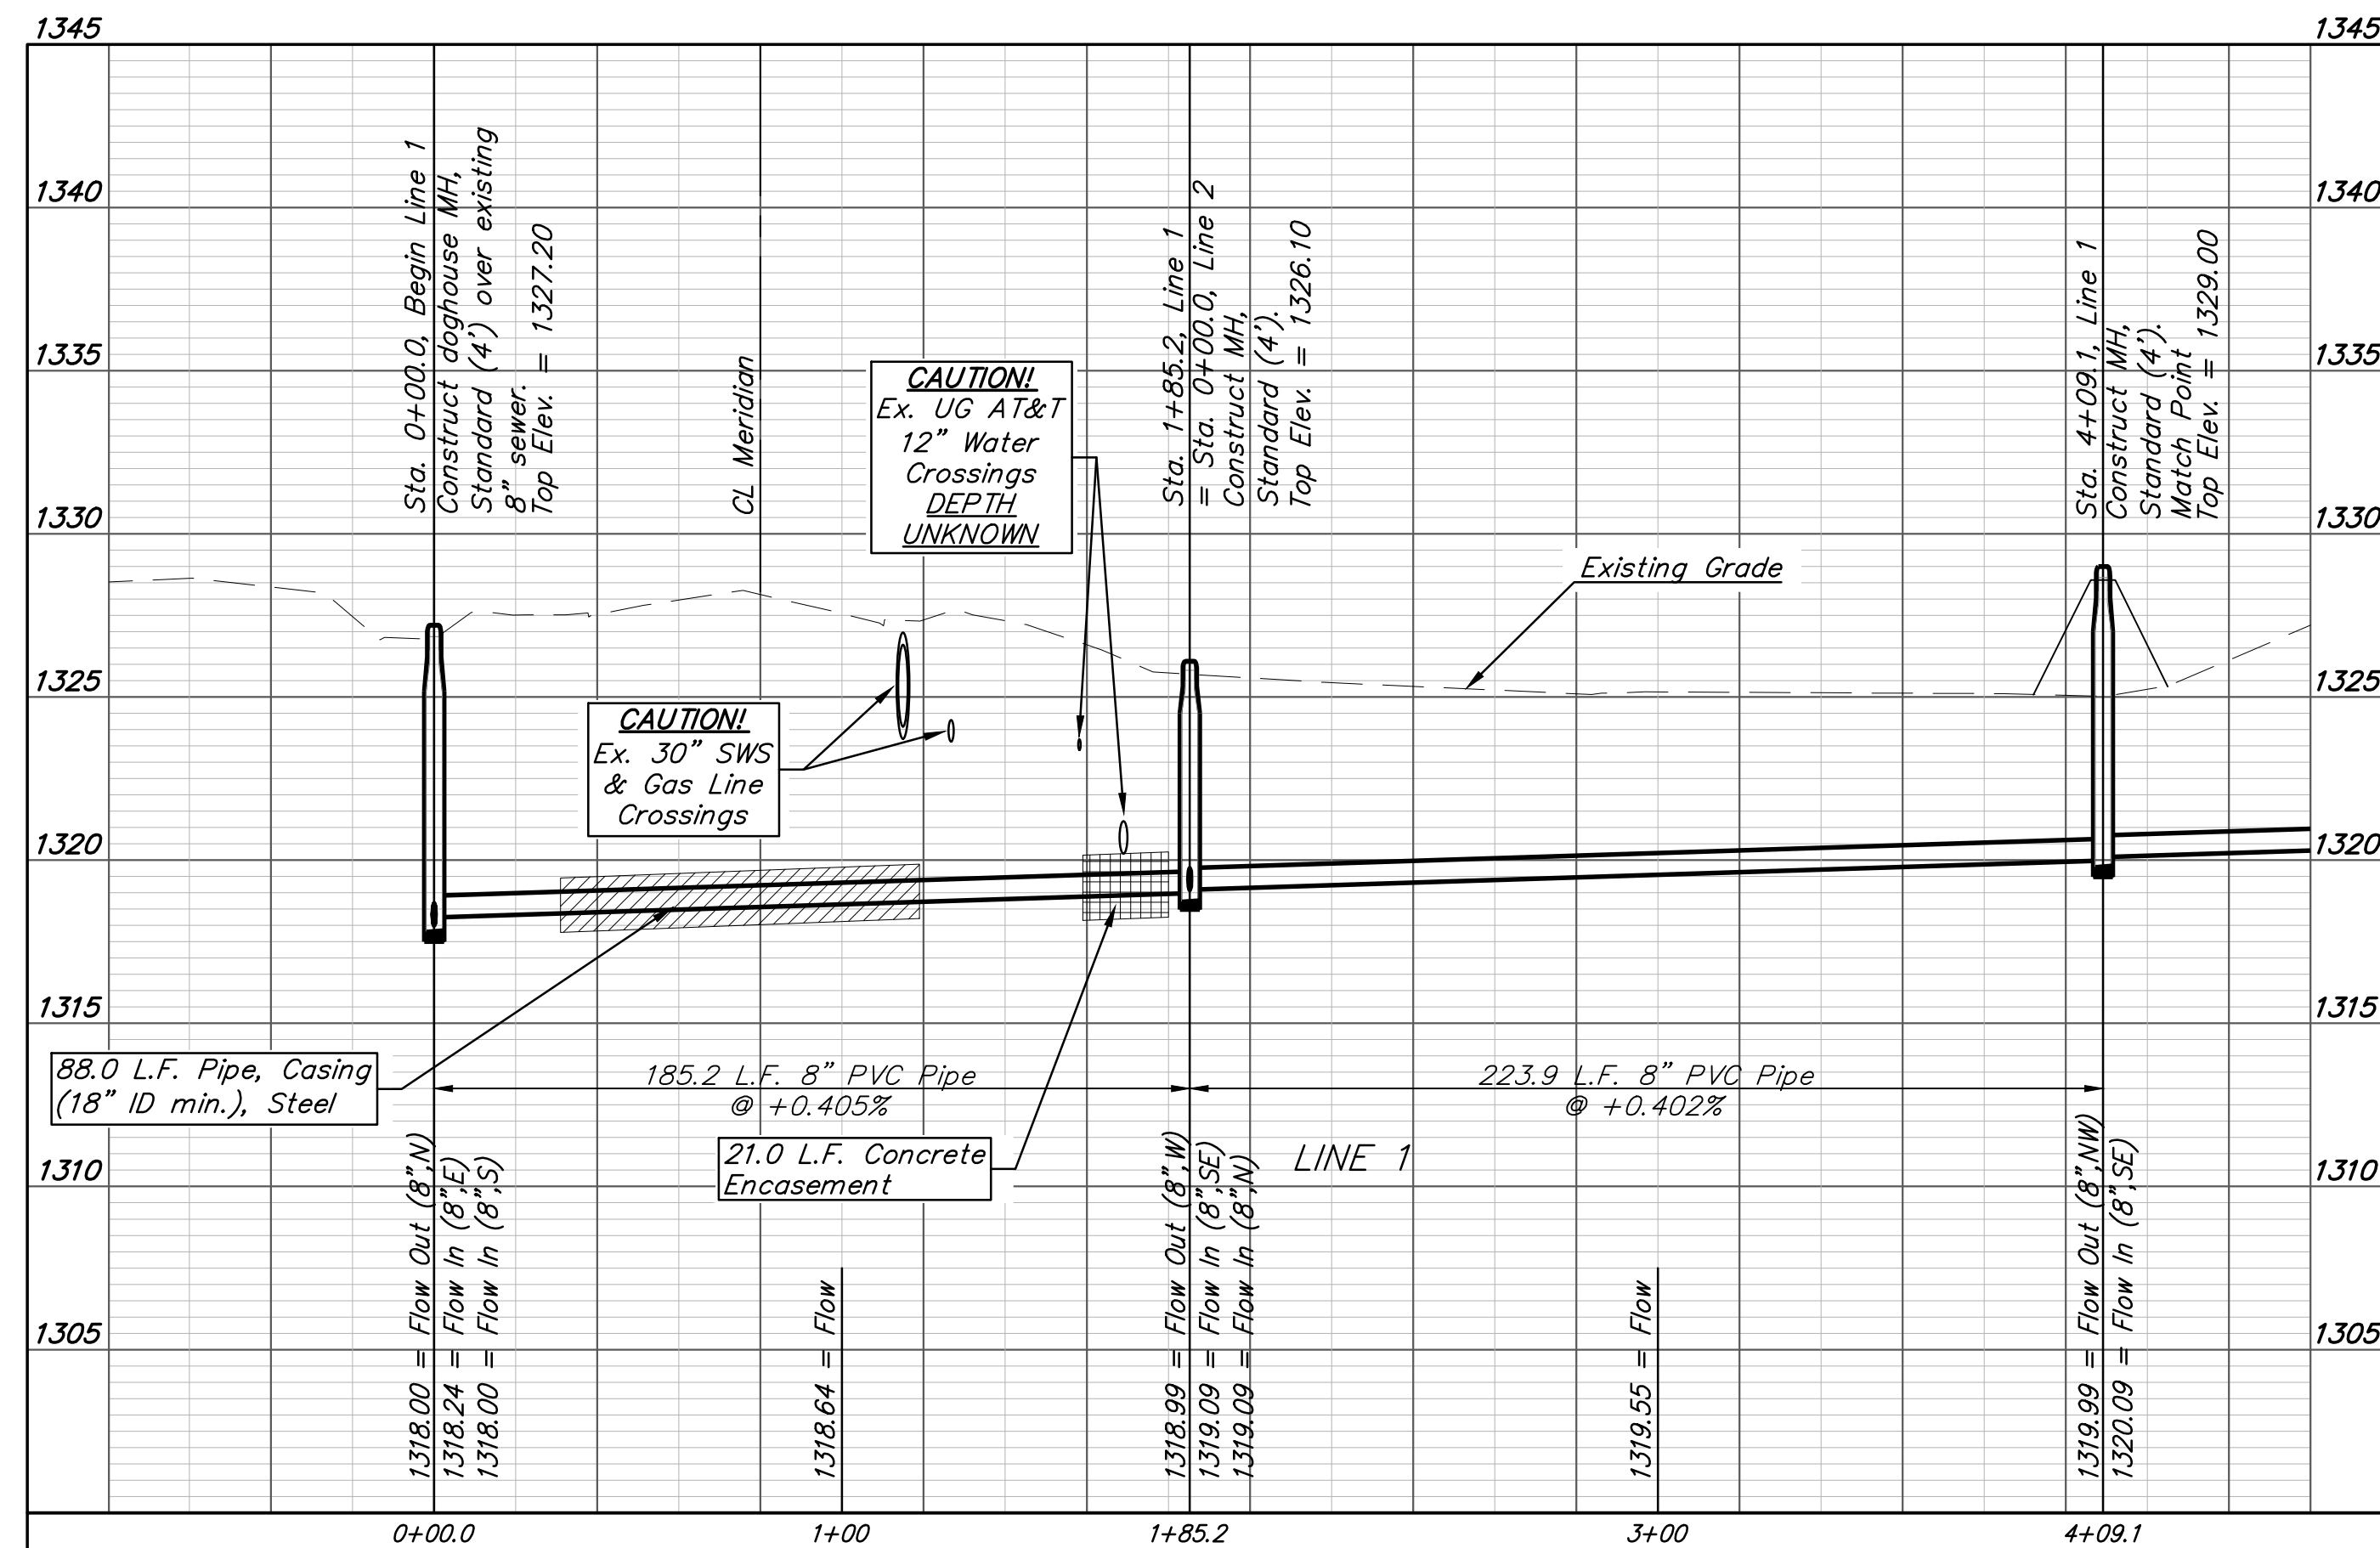 1345
1345
1340
1340
1335
1335
1330
1330
1325
1325
1320
1320
1315
1315
1310
1310
1305
1305
Sta. 0+00.0, Begin Line 1
Construct doghouse MH,
Standard (4') over existing
8" sewer.
Top Elev. = 1327.20
CL Meridian
CAUTION!
Ex. UG AT&T
12" Water
Crossings
DEPTH
UNKNOWN
Sta. 1+85.2, Line 1
= Sta. 0+00.0, Line 2
Construct MH,
Standard (4').
Top Elev. = 1326.10
Sta. 4+09.1, Line 1
Construct MH,
Standard (4').
Match Point
Top Elev. = 1329.00
Existing Grade
CAUTION!
Ex. 30" SWS
& Gas Line
Crossings
88.0 L.F. Pipe, Casing
(18" ID min.), Steel
185.2 L.F. 8" PVC Pipe
@ +0.405%
223.9 L.F. 8" PVC Pipe
@ +0.402%
21.0 L.F. Concrete
Encasement
LINE 1
1318.00 = Flow Out (8",N)
1318.24 = Flow In (8",E)
1318.00 = Flow In (8",S)
1318.64 = Flow
1318.99 = Flow Out (8",W)
1319.09 = Flow In (8",SE)
1319.09 = Flow In (8",N)
1319.55 = Flow
1319.99 = Flow Out (8",NW)
1320.09 = Flow In (8",SE)
0+00.0
1+00
1+85.2
3+00
4+09.1